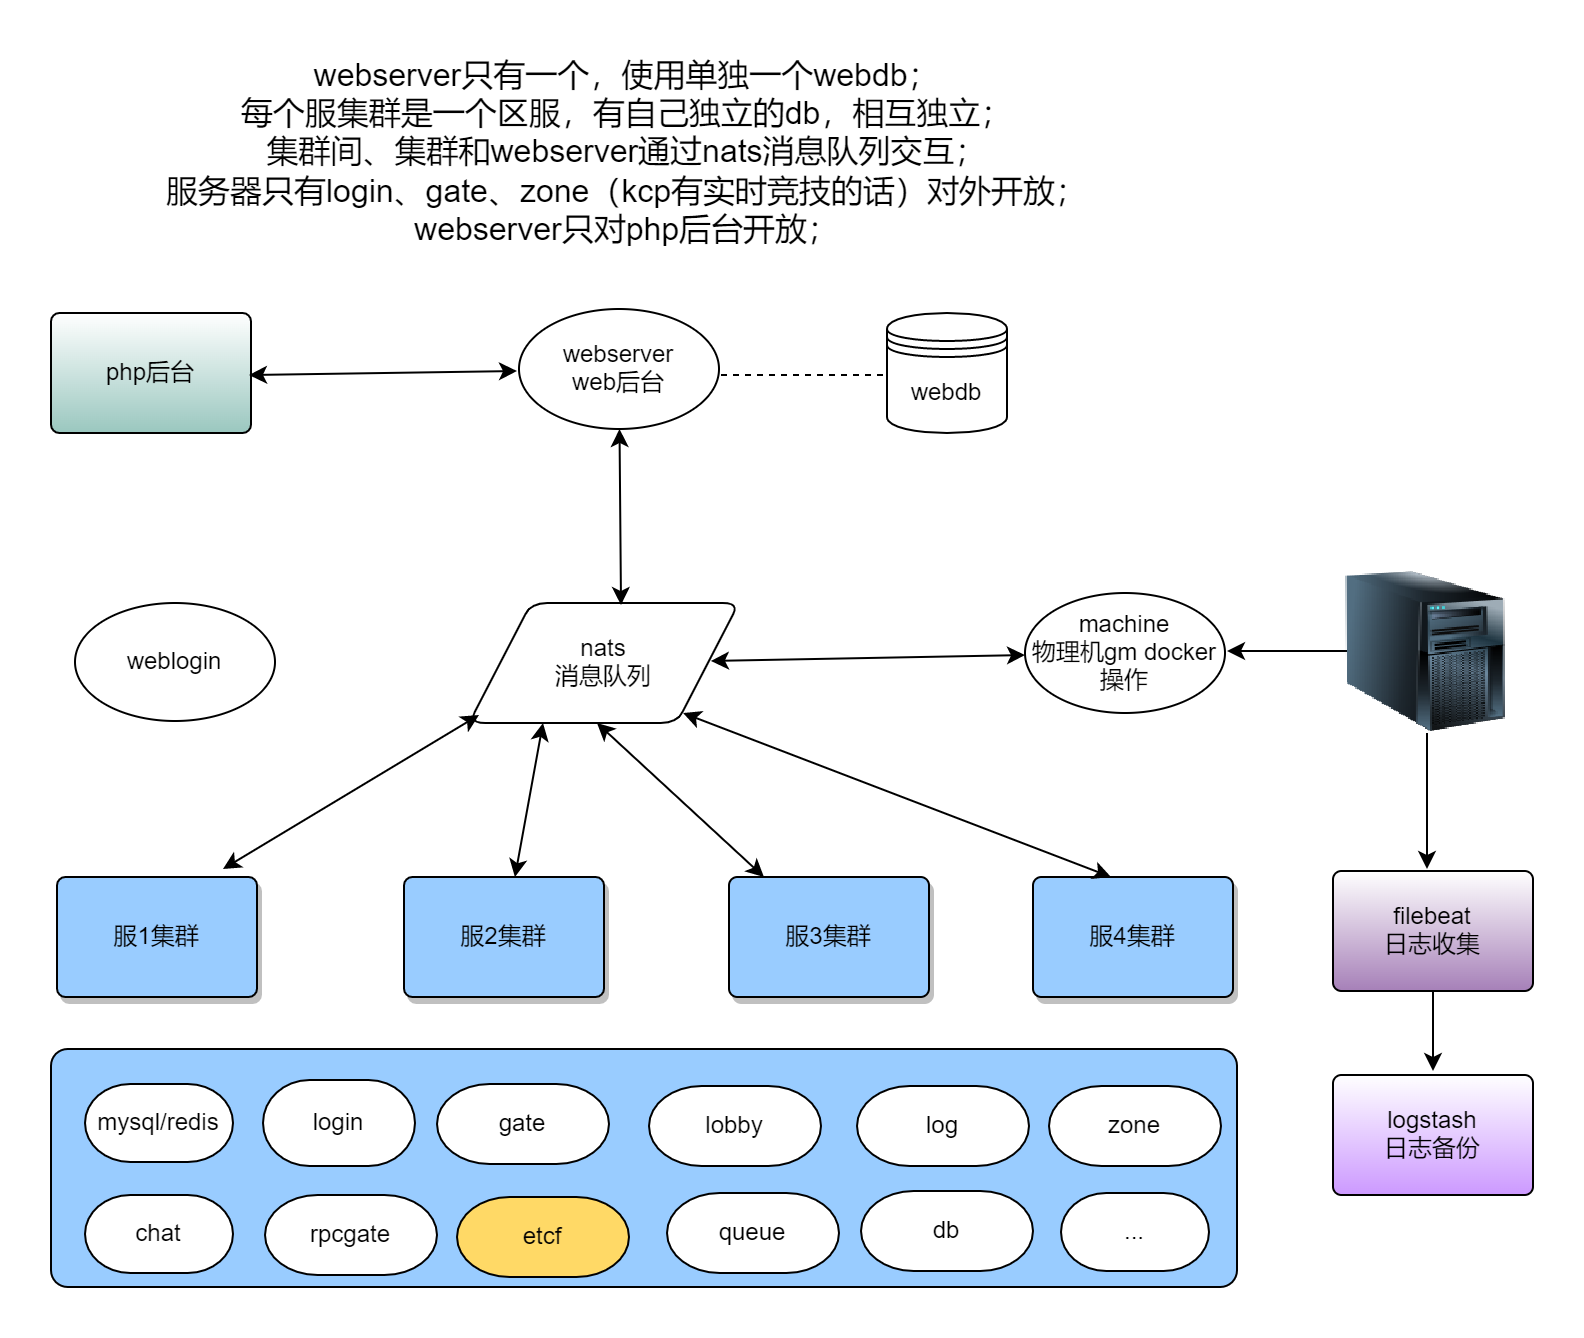 webserver只有一个，使用单独一个webdb；
每个服集群是一个区服，有自己独立的db，相互独立；
集群间、集群和webserver通过nats消息队列交互；
服务器只有login、gate、zone（kcp有实时竞技的话）对外开放；
webserver只对php后台开放；
php后台
webserver
web后台
webdb
weblogin
nats
消息队列
machine
物理机gm docker
操作
服1集群
服2集群
服3集群
服4集群
filebeat
日志收集
mysql/redis
login
gate
lobby
log
zone
logstash
日志备份
chat
rpcgate
etcf
queue
db
...